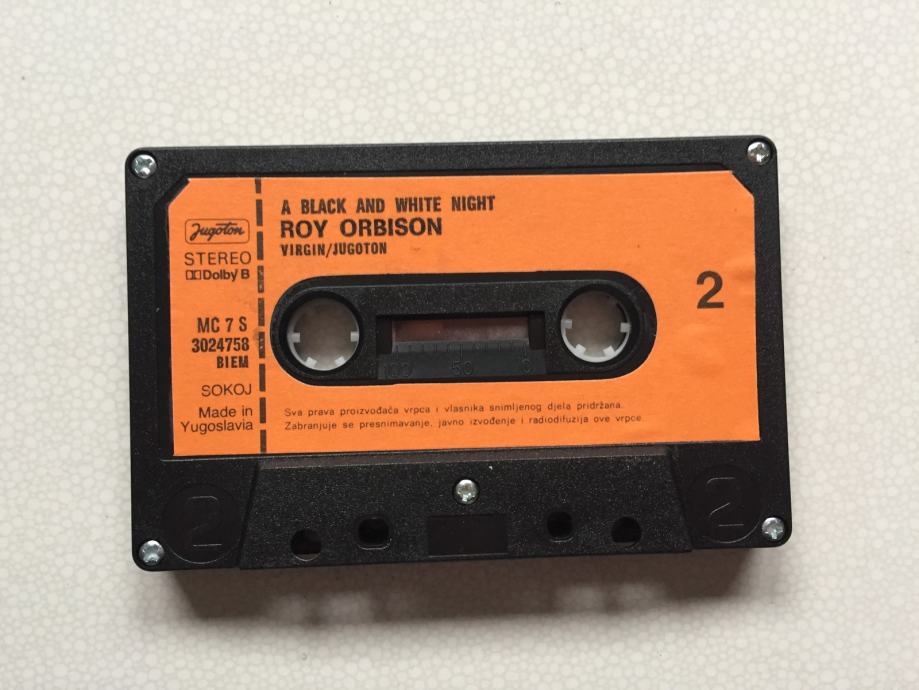 Jugoton
STEREO
Dolby B
MC 7 S
3024758
BIEM
SOKOJ
Made in
Yugoslavia
A BLACK AND WHITE NIGHT
ROY ORBISON
VIRGIN/JUGOTON
2
100 50 0
Sva prava proizvođača vrpca i vlasnika snimljenog djela pridržana.
Zabranjuje se presnimavanje, javno izvođenje i radiodifuzija ove vrpce.
2
2